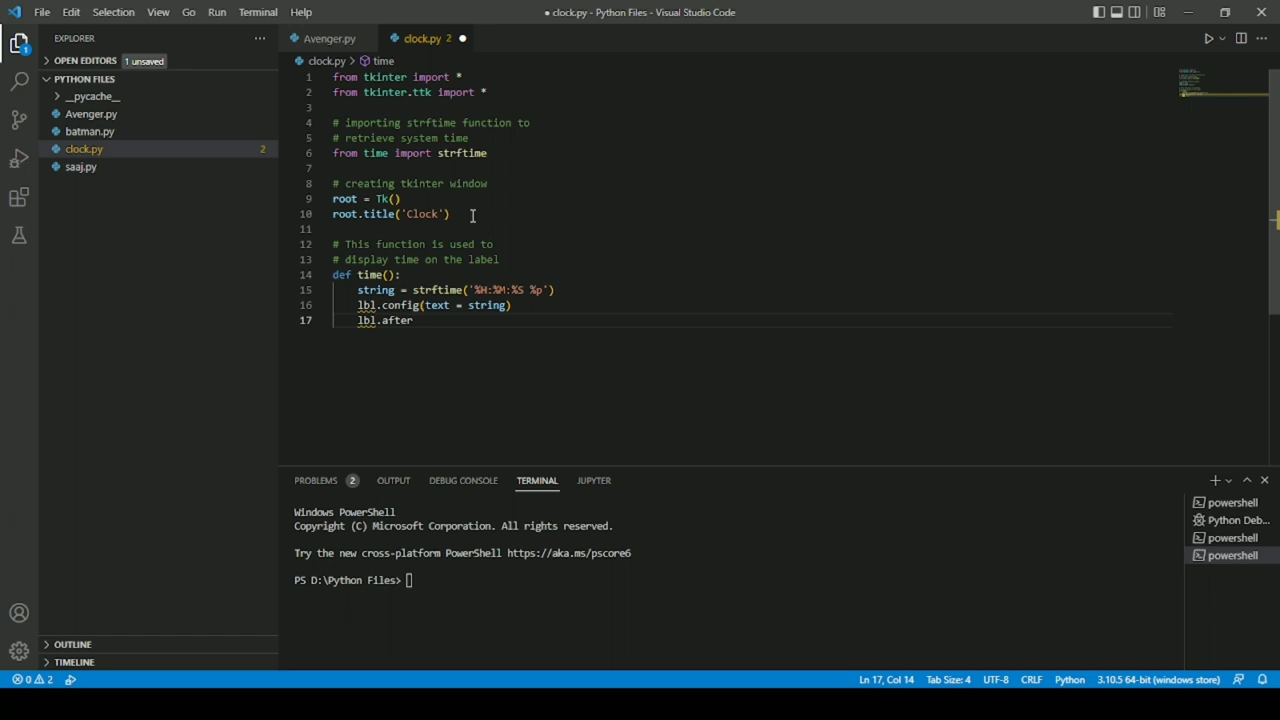 File Edit Selection View Go Run Terminal Help
● clock.py - Python Files - Visual Studio Code
EXPLORER
OPEN EDITORS 1 unsaved
PYTHON FILES
__pycache__
Avenger.py
batman.py
clock.py 2
saaj.py
OUTLINE
TIMELINE
1
Avenger.py
clock.py 2 ●
clock.py > time
1 from tkinter import *
2 from tkinter.ttk import *
3
4 # importing strftime function to
5 # retrieve system time
6 from time import strftime
7
8 # creating tkinter window
9 root = Tk()
10 root.title('Clock')
11
12 # This function is used to
13 # display time on the label
14 def time():
15 string = strftime('%H:%M:%S %p')
16 lbl.config(text = string)
17 lbl.after
PROBLEMS 2 OUTPUT DEBUG CONSOLE TERMINAL JUPYTER
Windows PowerShell
Copyright (C) Microsoft Corporation. All rights reserved.
Try the new cross-platform PowerShell https://aka.ms/pscore6
PS D:\Python Files>
powershell
Python Deb...
powershell
powershell
0 2
Ln 17, Col 14 Tab Size: 4 UTF-8 CRLF Python 3.10.5 64-bit (windows store)